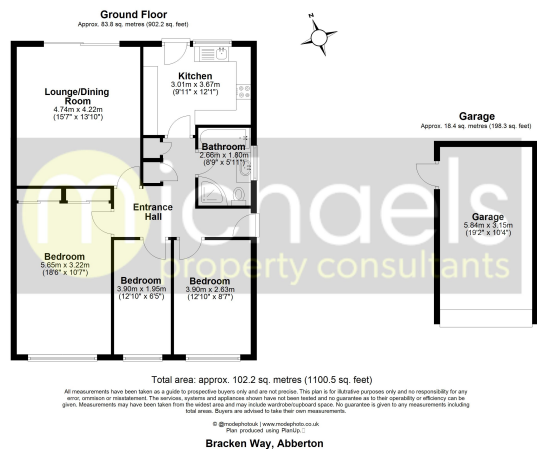 Ground Floor
Approx. 83.8 sq. metres (902.2 sq. feet)
N
Kitchen
3.01m x 3.67m
(9'11" x 12'1")
Lounge/Dining
Room
4.74m x 4.22m
(15'7" x 13'10")
Garage
Approx. 18.4 sq. metres (198.3 sq. feet)
Bathroom
2.66m x 1.80m
(8'9" x 5'11")
michaels
property consultants
Entrance
Hall
Garage
5.84m x 3.15m
(19'2" x 10'4")
Bedroom
5.65m x 3.22m
(18'6" x 10'7")
Bedroom
3.90m x 1.95m
(12'10" x 6'5")
Bedroom
3.90m x 2.63m
(12'10" x 8'7")
Total area: approx. 102.2 sq. metres (1100.5 sq. feet)
All measurements have been taken as a guide to prospective buyers only and are not precise. This plan is for illutrative purposes only and no responsibility for any
error, ommision or misstatement. The services, systems and appliances shown have not been tested and no guarantee as to their operability or efficiency can be
given. Measurements may have been taken from the widest area and may include wardrobe/cupboard space. No guarantee is given to any measurements including
total areas. Buyers are advised to take their own measurements.
© @modephotouk | www.modephoto.co.uk
Plan produced using PlanUp.
Bracken Way, Abberton